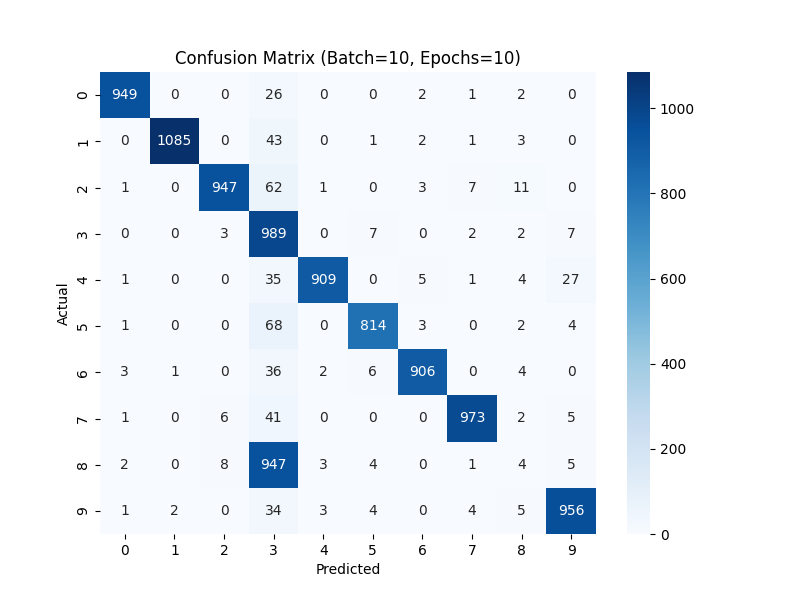 Confusion Matrix (Batch=10, Epochs=10)
0 949 0 0 26 0 0 2 1 2 0
1 0 1085 0 43 0 1 2 1 3 0
2 1 0 947 62 1 0 3 7 11 0
3 0 0 3 989 0 7 0 2 2 7
4 1 0 0 35 909 0 5 1 4 27
5 1 0 0 68 0 814 3 0 2 4
6 3 1 0 36 2 6 906 0 4 0
7 1 0 6 41 0 0 0 973 2 5
8 2 0 8 947 3 4 0 1 4 5
9 1 2 0 34 3 4 0 4 5 956
0 1 2 3 4 5 6 7 8 9
Predicted
Actual
1000
800
600
400
200
0